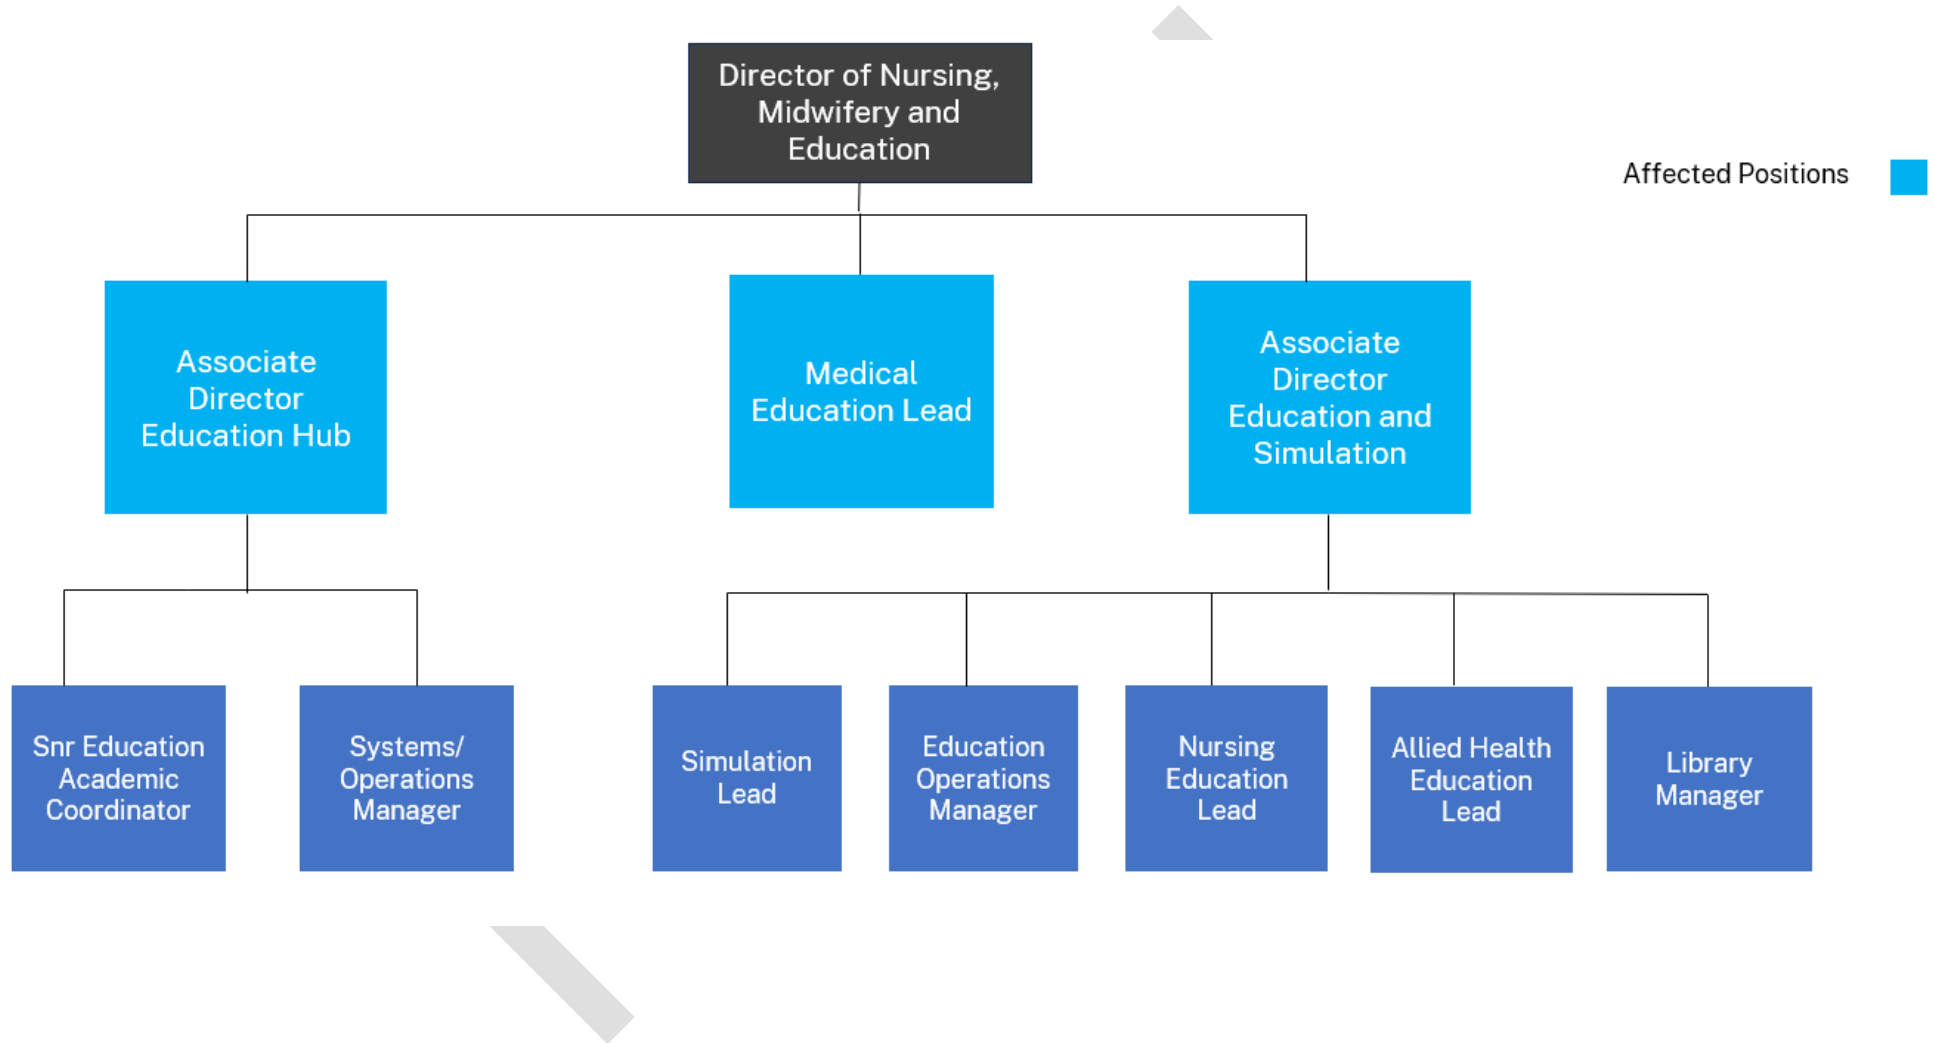 Director of Nursing,
Midwifery and
Education
Affected Positions
Associate
Director
Education Hub
Medical
Education Lead
Associate
Director
Education and
Simulation
Snr Education
Academic
Coordinator
Systems/
Operations
Manager
Simulation
Lead
Education
Operations
Manager
Nursing
Education
Lead
Allied Health
Education
Lead
Library
Manager